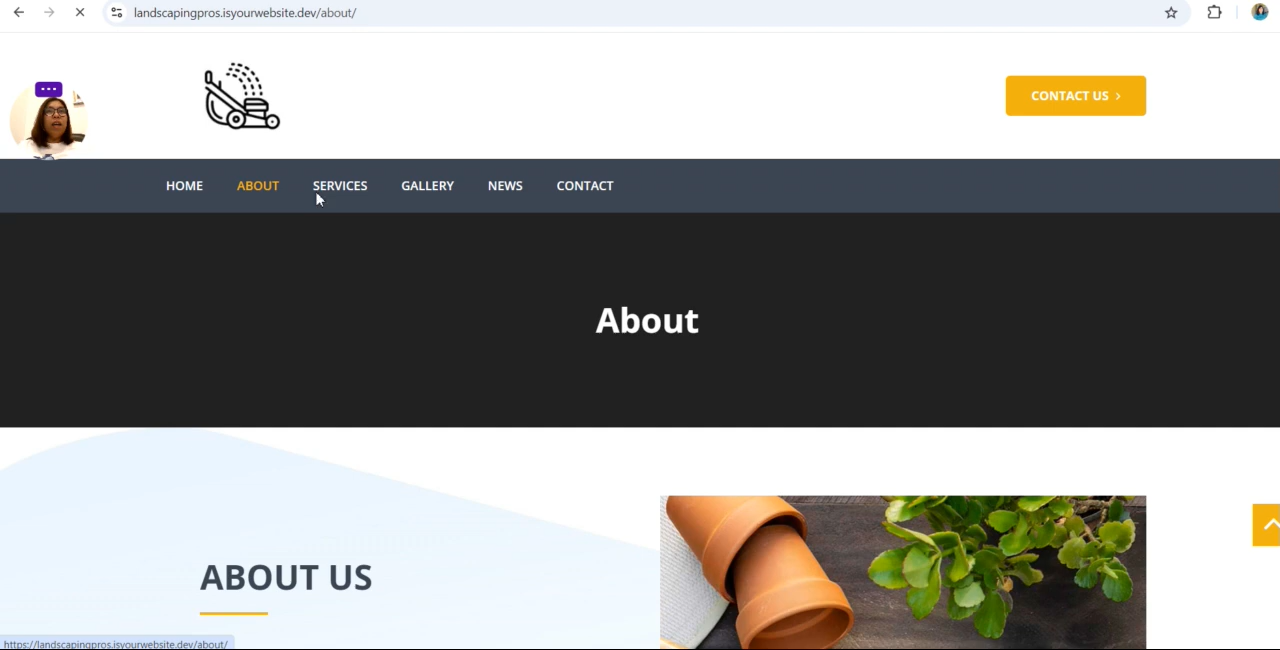 landscapingpros.isyourwebsite.dev/about/
CONTACT US
HOME ABOUT SERVICES GALLERY NEWS CONTACT
About
ABOUT US
https://landscapingpros.isyourwebsite.dev/about/